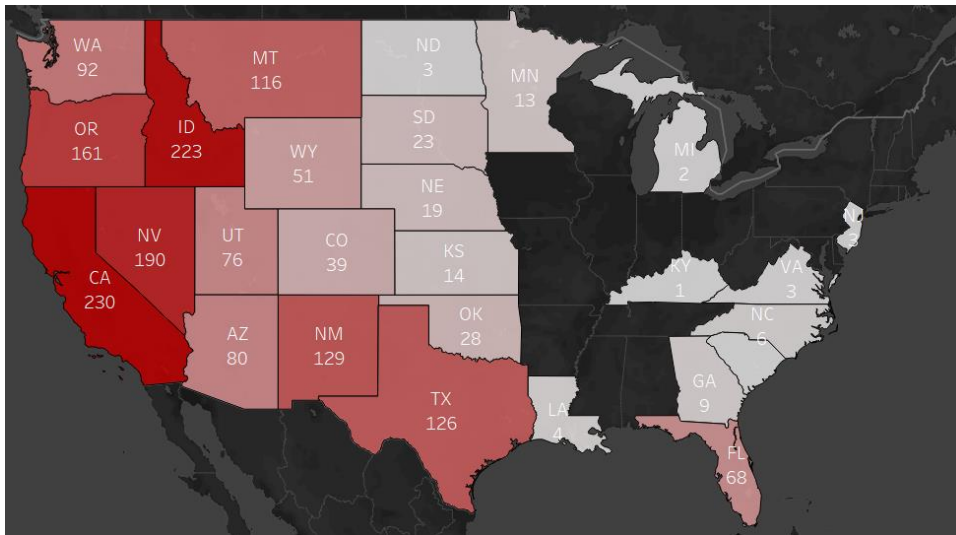 WA
92
MT
116
ND
3
MN
13
OR
161
ID
223
SD
23
WY
51
MI
2
NE
19
NV
190
UT
76
CO
39
KS
14
NJ
3
CA
230
KY
1
VA
3
AZ
80
NM
129
OK
28
NC
6
TX
126
GA
9
LA
4
FL
68